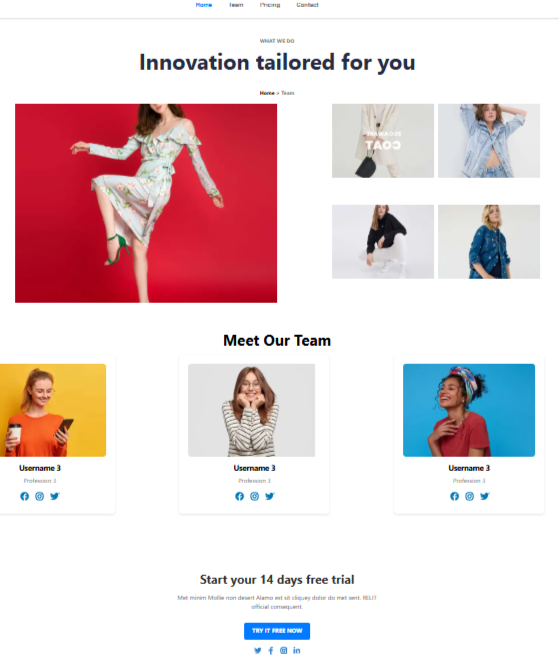 Home Team Pricing Contact
WHAT WE DO
Innovation tailored for you
Home > Team
COAT
Meet Our Team
Username 3 Username 3 Username 3
Profession 3 Profession 3 Profession 3
Start your 14 days free trial
Met minim Mollie non desert Alamo est sit cliquey dolor do met sent. RELIT
official consequent.
TRY IT FREE NOW